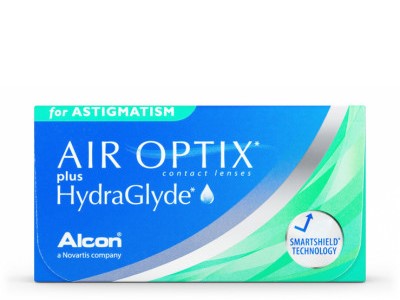 for ASTIGMATISM
AIR OPTIX*
contact lenses
plus
HydraGlyde*
Alcon
a Novartis company
SMARTSHIELD*
TECHNOLOGY